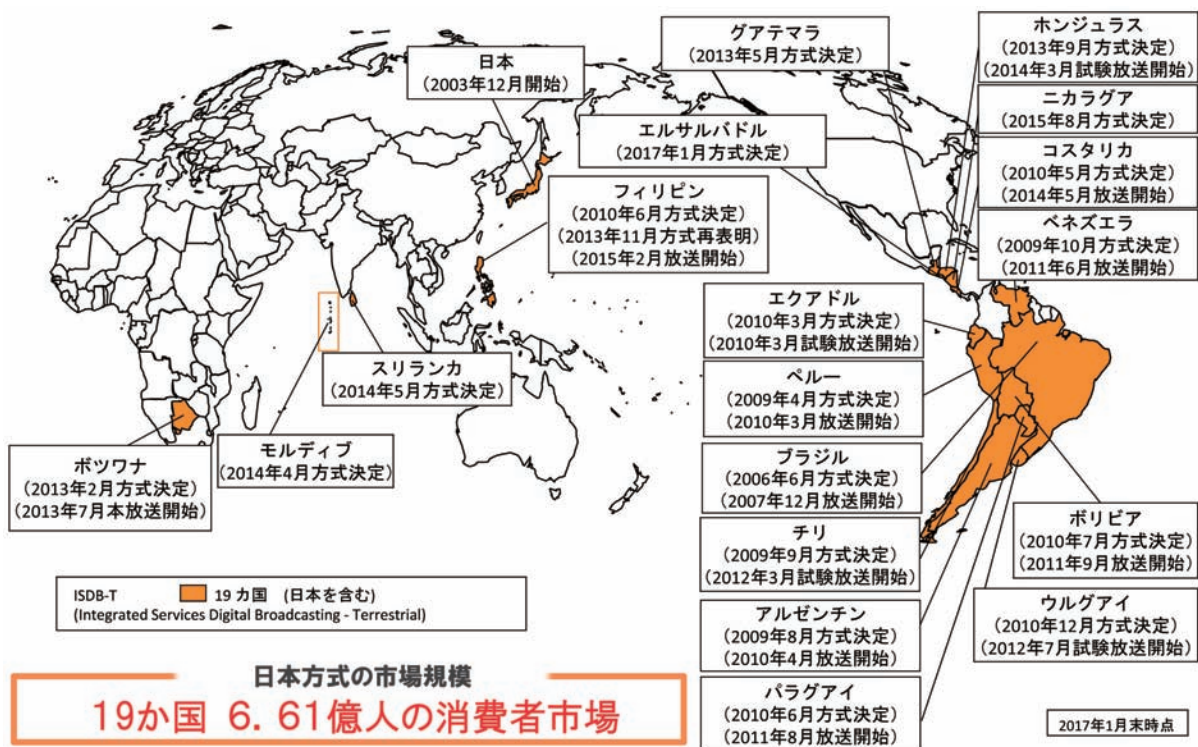 日本
(2003年12月開始)
グアテマラ
(2013年5月方式決定)
ホンジュラス
(2013年9月方式決定)
(2014年3月試験放送開始)
ニカラグア
(2015年8月方式決定)
エルサルバドル
(2017年1月方式決定)
コスタリカ
(2010年5月方式決定)
(2014年5月放送開始)
フィリピン
(2010年6月方式決定)
(2013年11月方式再表明)
(2015年2月放送開始)
ベネズエラ
(2009年10月方式決定)
(2011年6月放送開始)
エクアドル
(2010年3月方式決定)
(2010年3月試験放送開始)
スリランカ
(2014年5月方式決定)
ペルー
(2009年4月方式決定)
(2010年3月放送開始)
モルディブ
(2014年4月方式決定)
ボツワナ
(2013年2月方式決定)
(2013年7月本放送開始)
ブラジル
(2006年6月方式決定)
(2007年12月放送開始)
チリ
(2009年9月方式決定)
(2012年3月試験放送開始)
ボリビア
(2010年7月方式決定)
(2011年9月放送開始)
アルゼンチン
(2009年8月方式決定)
(2010年4月放送開始)
ウルグアイ
(2010年12月方式決定)
(2012年7月試験放送開始)
パラグアイ
(2010年6月方式決定)
(2011年8月放送開始)
ISDB-T 19カ国 (日本を含む)
(Integrated Services Digital Broadcasting - Terrestrial)
日本方式の市場規模
19か国 6.61億人の消費者市場
2017年1月末時点